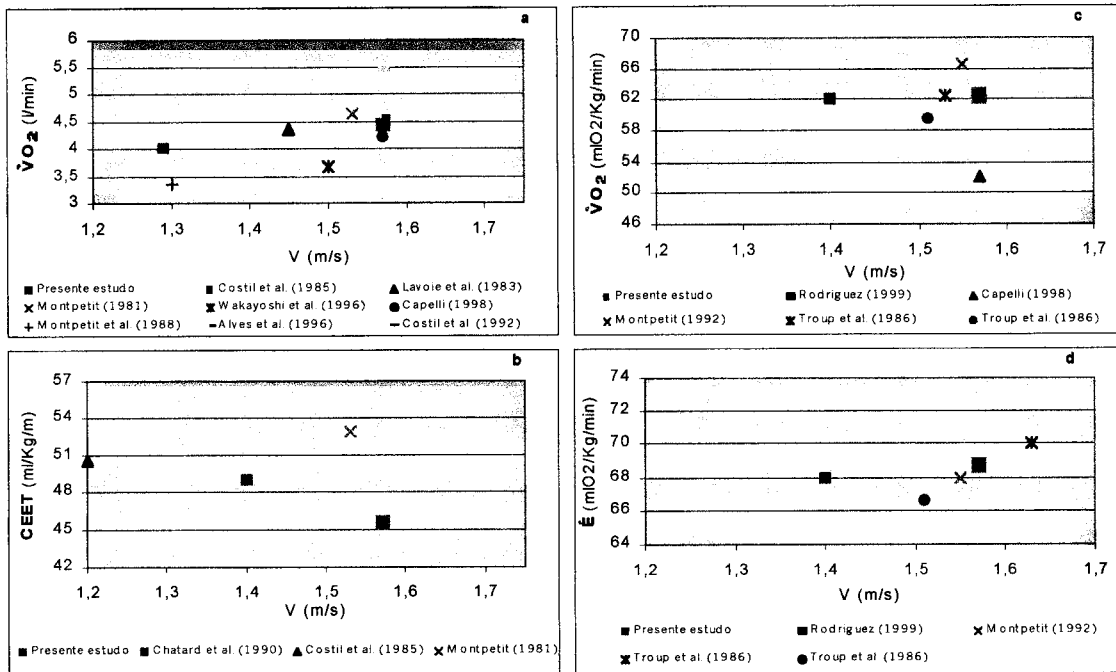 a
6
5,5
5
4,5
4
3,5
3
V̇O₂ (l/min)
1,2 1,3 1,4 1,5 1,6 1,7
V (m/s)
Presente estudo Costil et al. (1985) Lavoie et al. (1983)
Montpetit (1981) Wakayoshi et al. (1996) Capelli (1998)
Montpetit et al. (1988) Alves et al. (1996) Costil et al (1992)
c
70
66
62
58
54
50
46
V̇O₂ (mlO2/Kg/min)
1,2 1,3 1,4 1,5 1,6 1,7
V (m/s)
Presente estudo Rodriguez (1999) Capelli (1998)
Montpetit (1992) Troup et al. (1986) Troup et al. (1986)
b
57
54
51
48
45
42
CEET (ml/Kg/m)
1,2 1,3 1,4 1,5 1,6 1,7
V (m/s)
Presente estudo Chatard et al. (1990) Costil et al. (1985) Montpetit (1981)
d
74
72
70
68
66
64
Ė (mlO2/Kg/min)
1,2 1,3 1,4 1,5 1,6 1,7
V (m/s)
Presente estudo Rodriguez (1999) Montpetit (1992)
Troup et al. (1986) Troup et al. (1986)